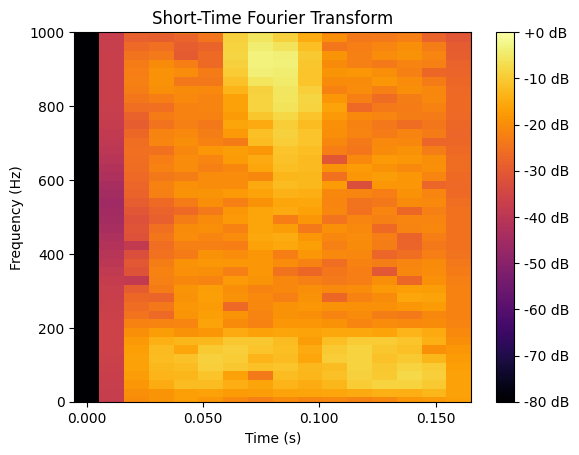 Short-Time Fourier Transform
1000
800
600
400
200
0
Frequency (Hz)
0.000
0.050
0.100
0.150
Time (s)
+0 dB
-10 dB
-20 dB
-30 dB
-40 dB
-50 dB
-60 dB
-70 dB
-80 dB